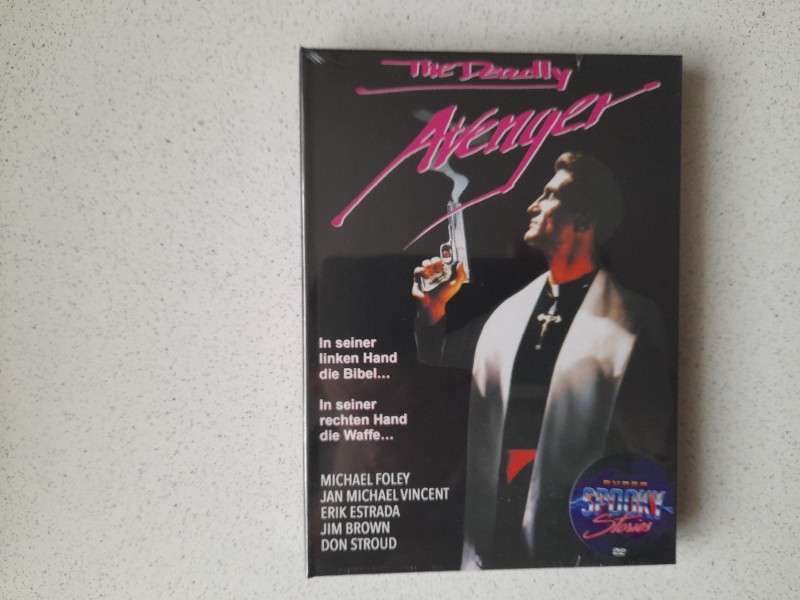 The Deadly
Avenger
In seiner
linken Hand
die Bibel...
In seiner
rechten Hand
die Waffe...
MICHAEL FOLEY
JAN MICHAEL VINCENT
ERIK ESTRADA
JIM BROWN
DON STROUD
SUPER
SPOOKY
Stories
DVD